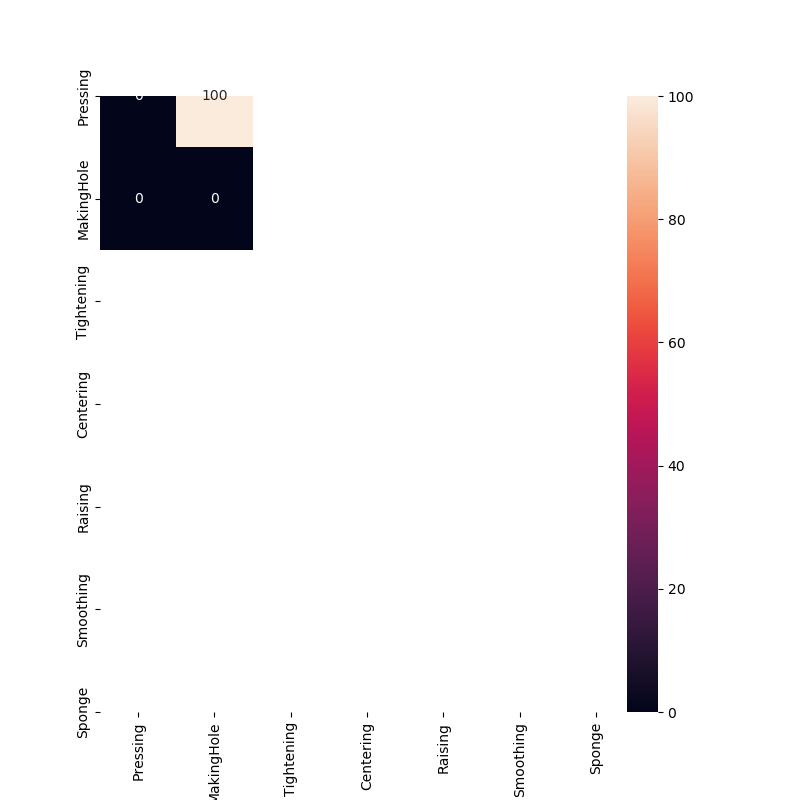 Pressing
0 100
MakingHole
0 0
Tightening
Centering
Raising
Smoothing
Sponge
100
80
60
40
20
0
Pressing
MakingHole
Tightening
Centering
Raising
Smoothing
Sponge